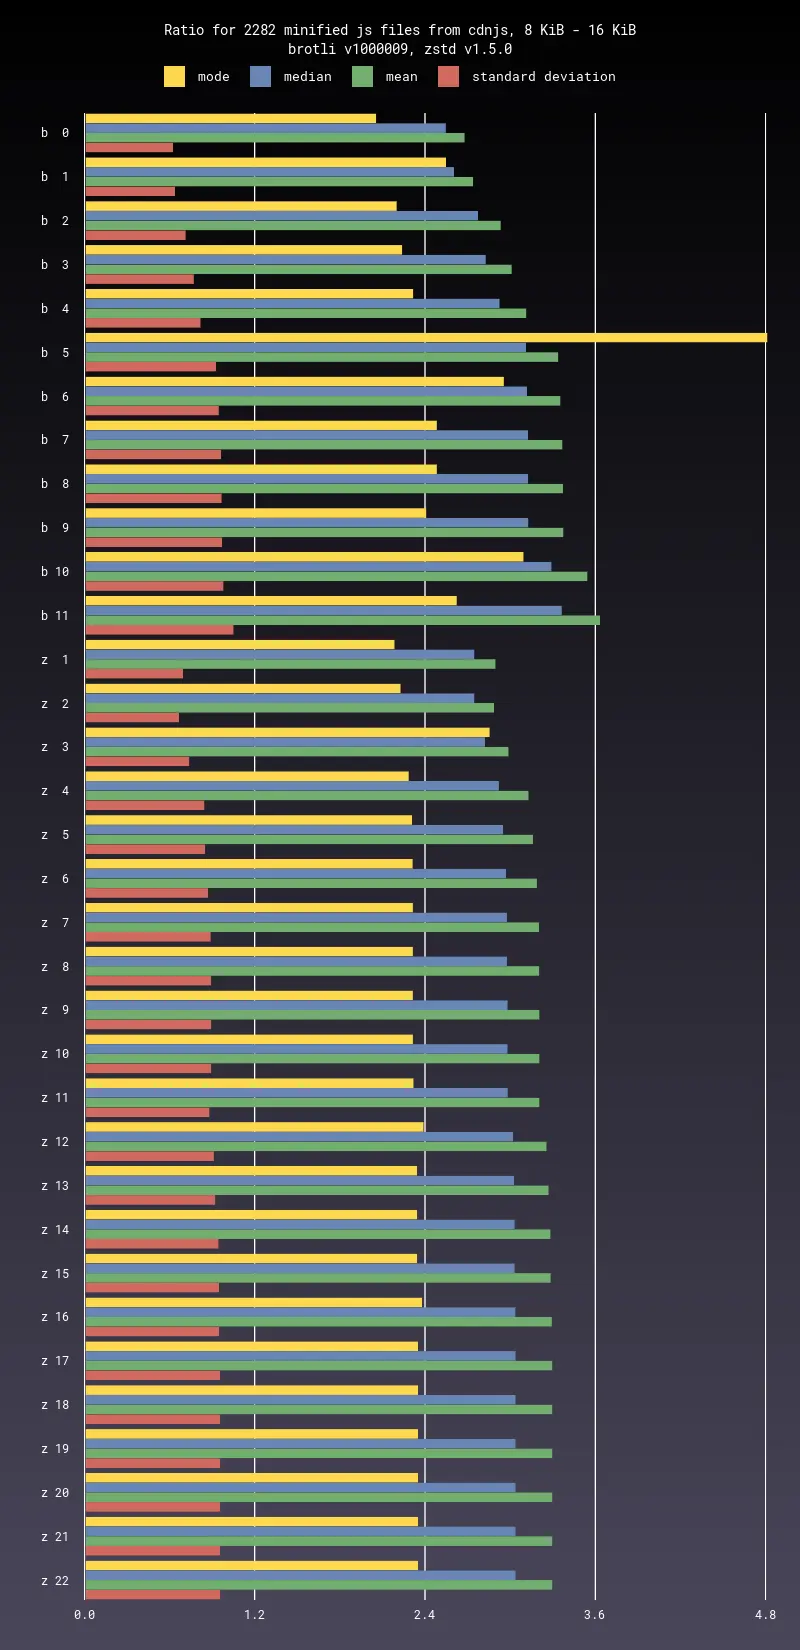 Ratio for 2282 minified js files from cdnjs, 8 KiB - 16 KiB
brotli v1000009, zstd v1.5.0
mode median mean standard deviation
b 0
b 1
b 2
b 3
b 4
b 5
b 6
b 7
b 8
b 9
b 10
b 11
z 1
z 2
z 3
z 4
z 5
z 6
z 7
z 8
z 9
z 10
z 11
z 12
z 13
z 14
z 15
z 16
z 17
z 18
z 19
z 20
z 21
z 22
0.0 1.2 2.4 3.6 4.8